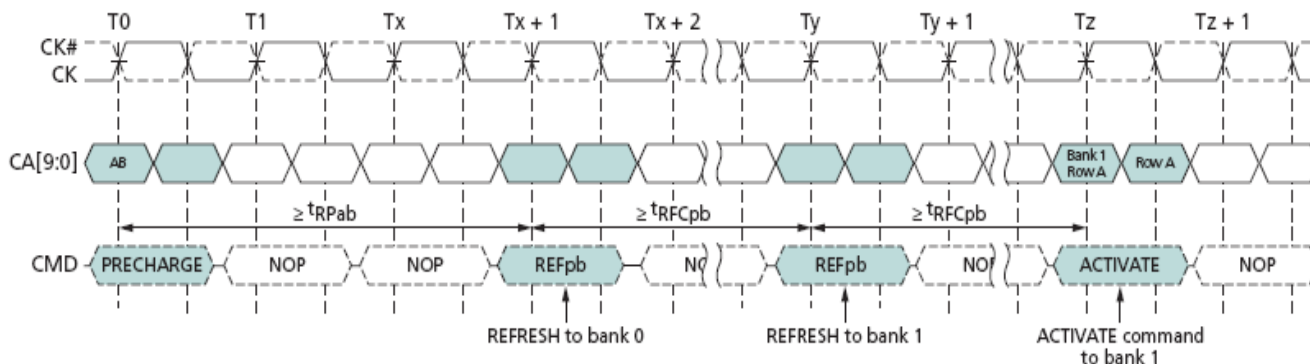 T0 T1 Tx Tx + 1 Tx + 2 Ty Ty + 1 Tz Tz + 1
CK#
CK
CA[9:0] AB Bank 1 Row A Row A
≥ tRPab ≥ tRFCpb ≥ tRFCpb
CMD PRECHARGE NOP NOP REFpb REFpb ACTIVATE NOP
REFRESH to bank 0 REFRESH to bank 1 ACTIVATE command
to bank 1